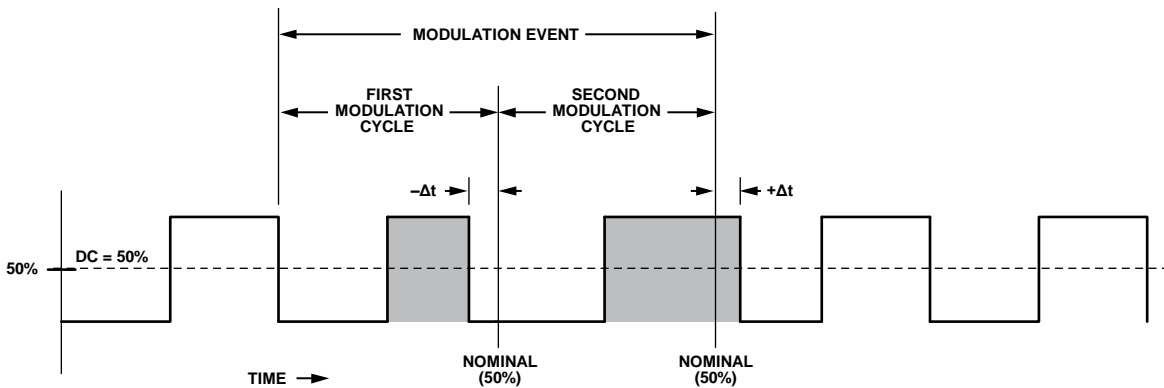 MODULATION EVENT
FIRST
MODULATION
CYCLE
SECOND
MODULATION
CYCLE
–Δt
+Δt
50%
DC = 50%
NOMINAL
(50%)
NOMINAL
(50%)
TIME